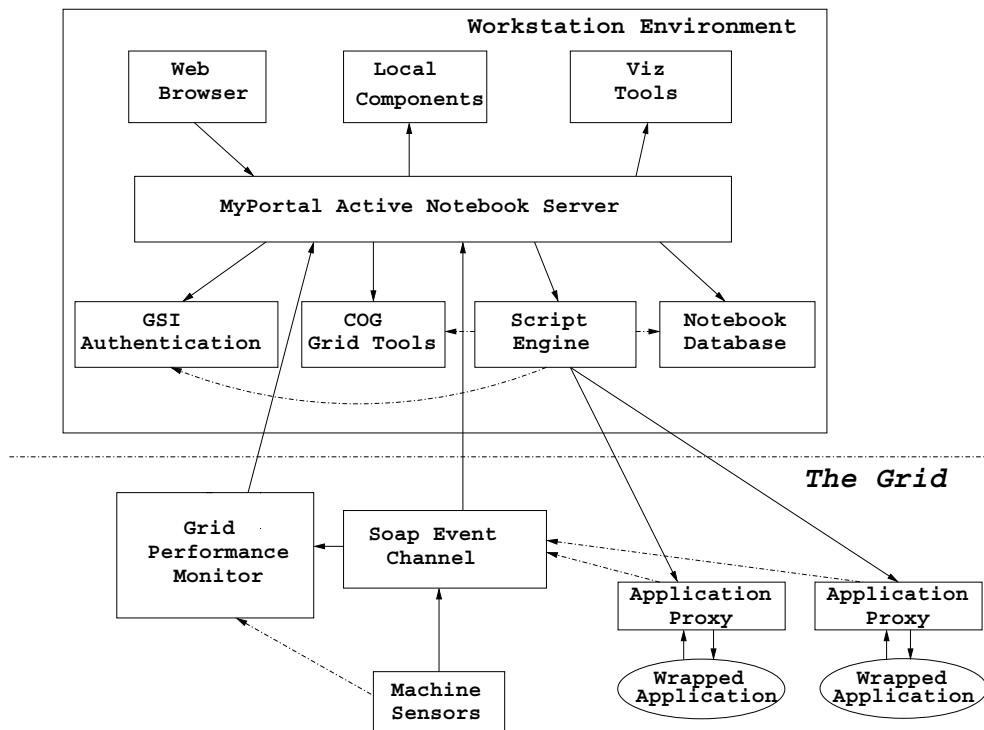 Workstation Environment
Web
Browser
Local
Components
Viz
Tools
MyPortal Active Notebook Server
GSI
Authentication
COG
Grid Tools
Script
Engine
Notebook
Database
The Grid
Grid
Performance
Monitor
Soap Event
Channel
Application
Proxy
Application
Proxy
Wrapped
Application
Wrapped
Application
Machine
Sensors